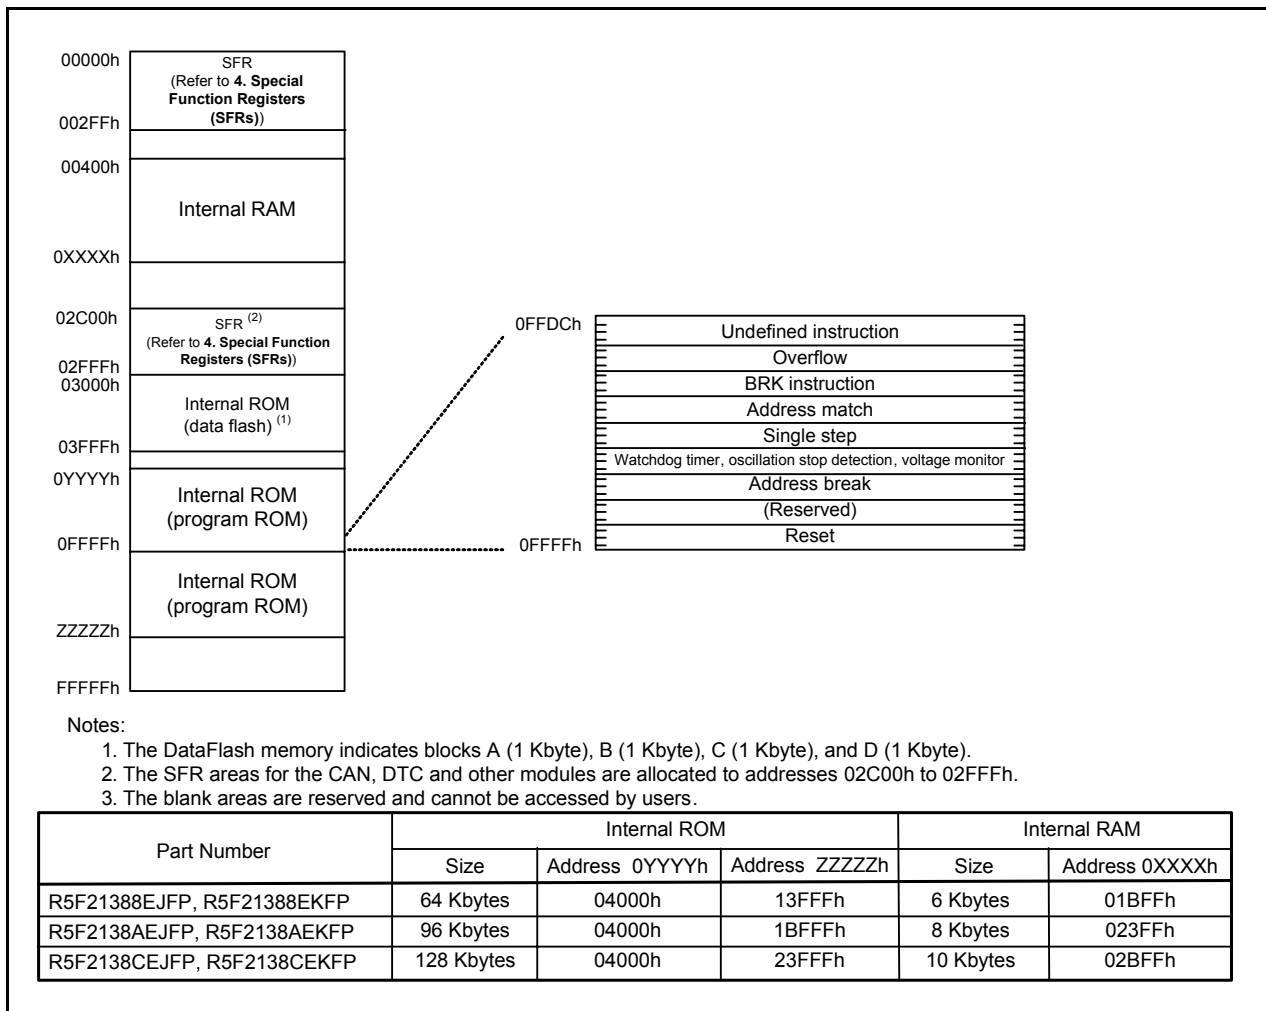 00000h
SFR
(Refer to 4. Special
Function Registers
(SFRs))
002FFh
00400h
Internal RAM
0XXXXh
02C00h
SFR (2)
(Refer to 4. Special Function
Registers (SFRs))
02FFFh
03000h
Internal ROM
(data flash) (1)
03FFFh
0YYYYh
Internal ROM
(program ROM)
0FFFFh
Internal ROM
(program ROM)
ZZZZZh
FFFFFh
0FFDCh
Undefined instruction
Overflow
BRK instruction
Address match
Single step
Watchdog timer, oscillation stop detection, voltage monitor
Address break
(Reserved)
Reset
0FFFFh
Notes:
1. The DataFlash memory indicates blocks A (1 Kbyte), B (1 Kbyte), C (1 Kbyte), and D (1 Kbyte).
2. The SFR areas for the CAN, DTC and other modules are allocated to addresses 02C00h to 02FFFh.
3. The blank areas are reserved and cannot be accessed by users.
Part Number Internal ROM Internal RAM
Size Address 0YYYYh Address ZZZZZh Size Address 0XXXXh
R5F21388EJFP, R5F21388EKFP 64 Kbytes 04000h 13FFFh 6 Kbytes 01BFFh
R5F2138AEJFP, R5F2138AEKFP 96 Kbytes 04000h 1BFFFh 8 Kbytes 023FFh
R5F2138CEJFP, R5F2138CEKFP 128 Kbytes 04000h 23FFFh 10 Kbytes 02BFFh